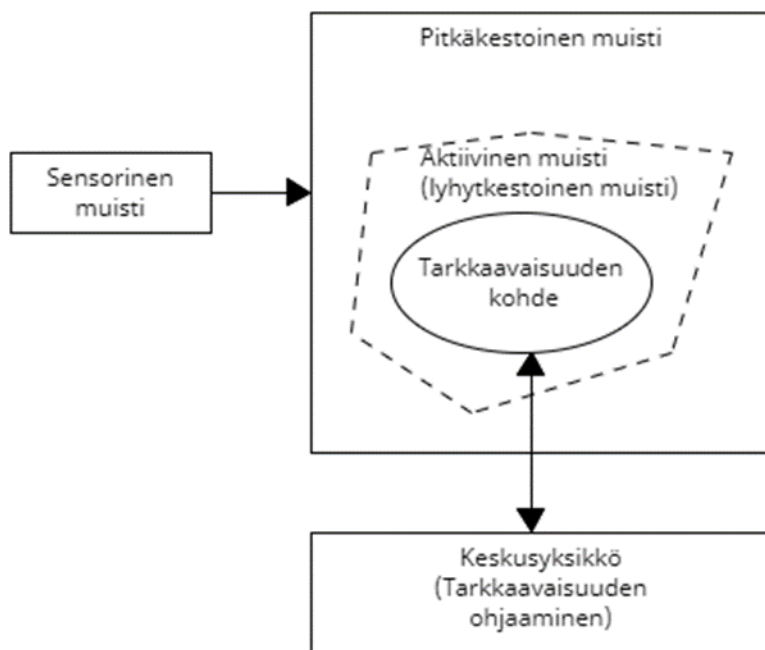 Pitkäkestoinen muisti
Sensorinen
muisti
Aktiivinen muisti
(lyhytkestoinen muisti)
Tarkkaavaisuuden
kohde
Keskusyksikkö
(Tarkkaavaisuuden
ohjaaminen)